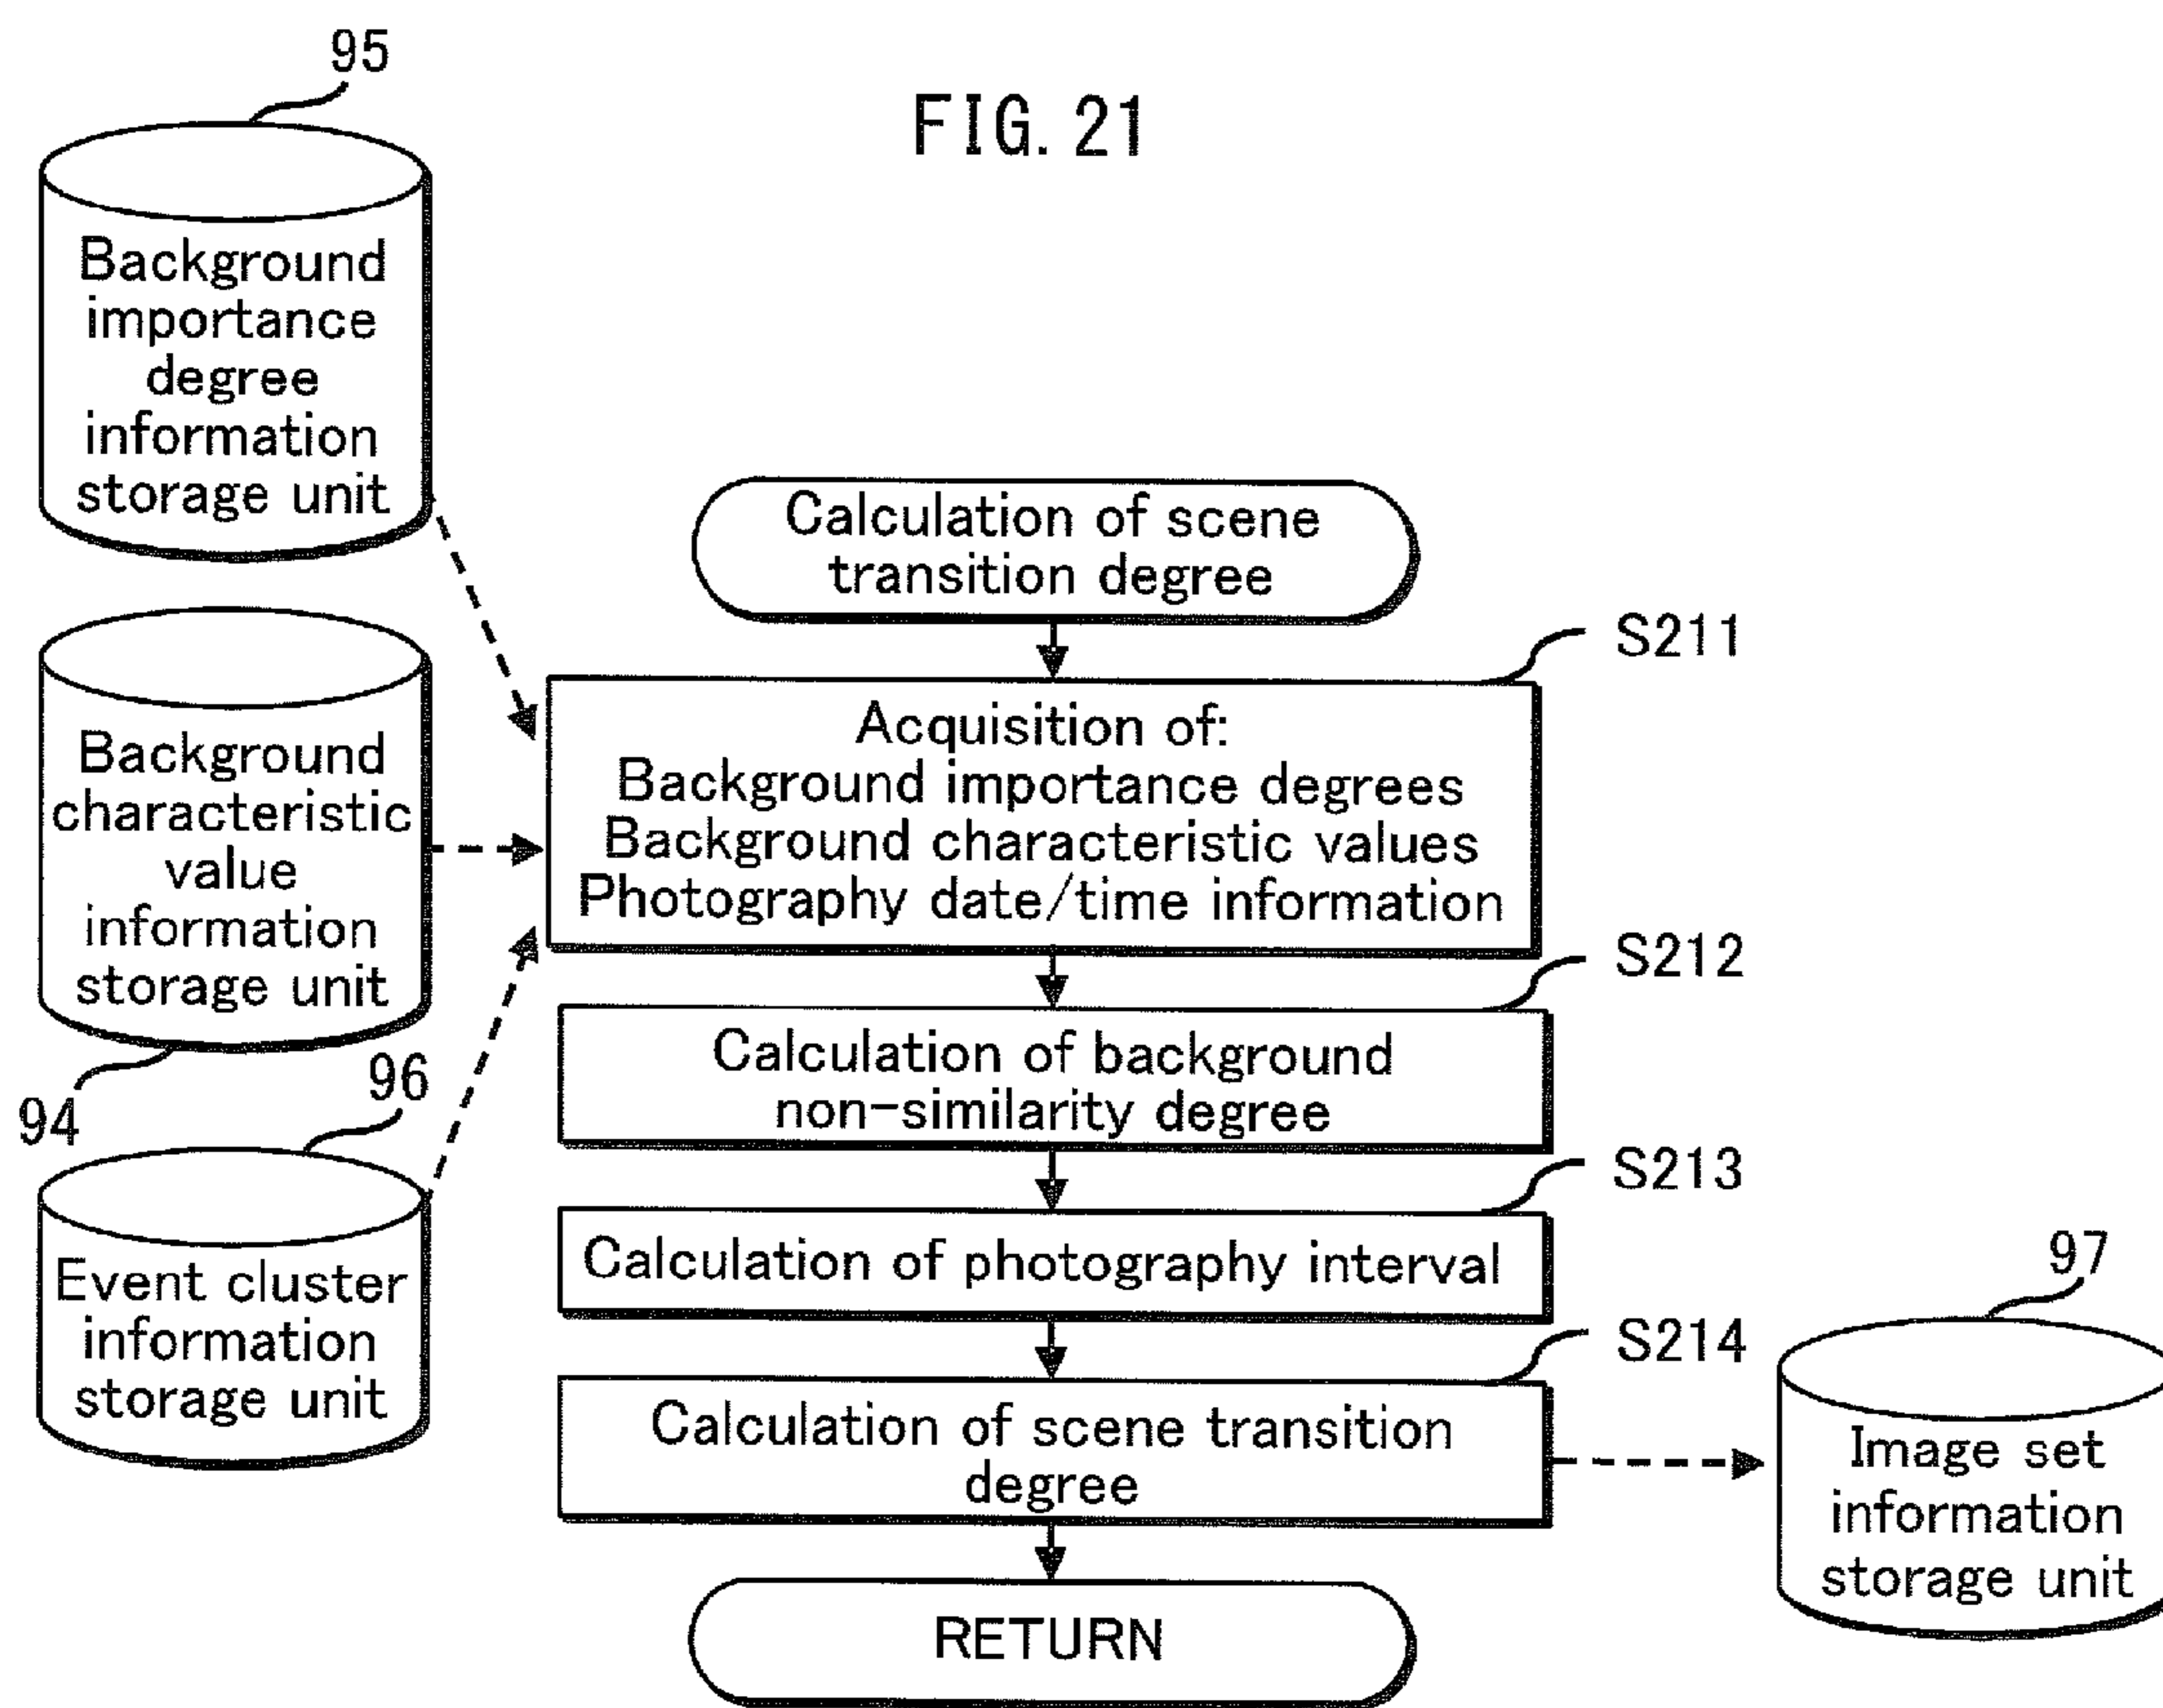 FIG. 21
95
Background
importance
degree
information
storage unit
Background
characteristic
value
information
storage unit
94
96
Event cluster
information
storage unit
Calculation of scene
transition degree
S211
Acquisition of:
Background importance degrees
Background characteristic values
Photography date/time information
S212
Calculation of background
non-similarity degree
S213
Calculation of photography interval
S214
Calculation of scene transition
degree
RETURN
97
Image set
information
storage unit